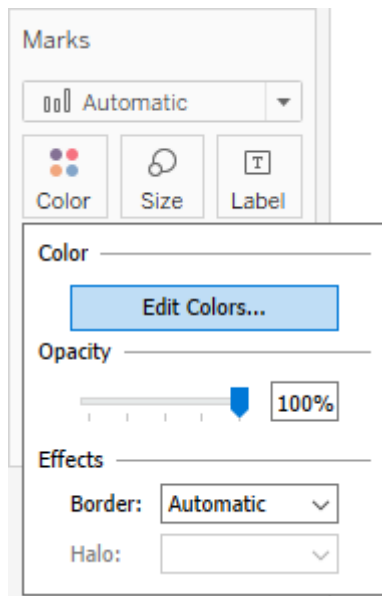 Marks
Automatic
Color Size Label
Color
Edit Colors...
Opacity
100%
Effects
Border: Automatic
Halo: